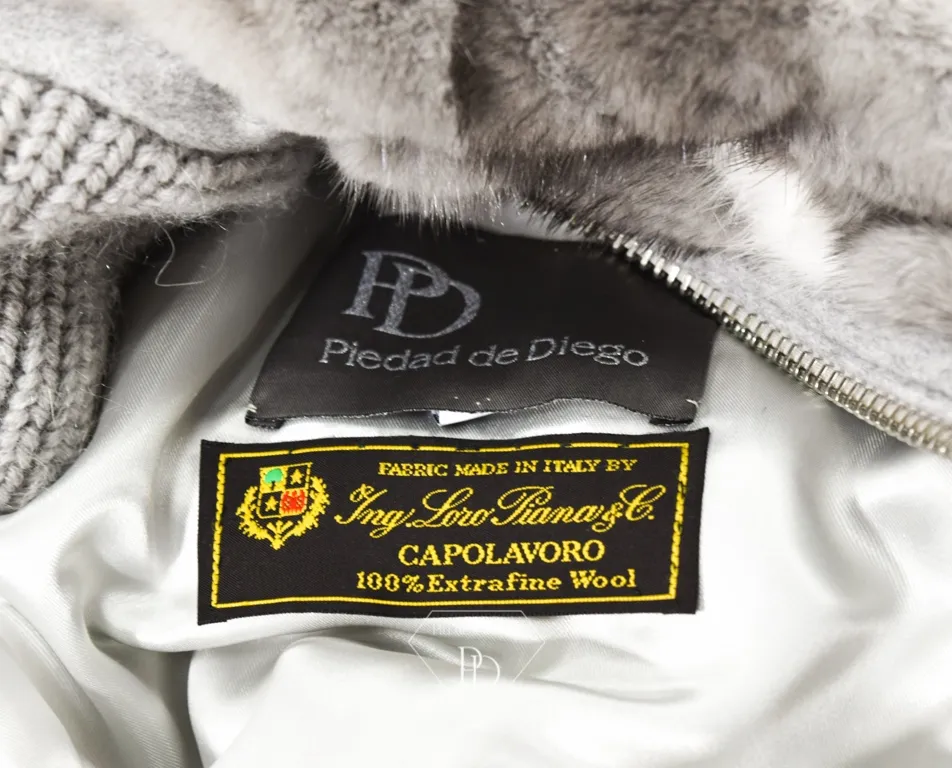 PD
Piedad de Diego
FABRIC MADE IN ITALY BY
Ing. Loro Piana & C.
CAPOLAVORO
100% Extrafine Wool
PD